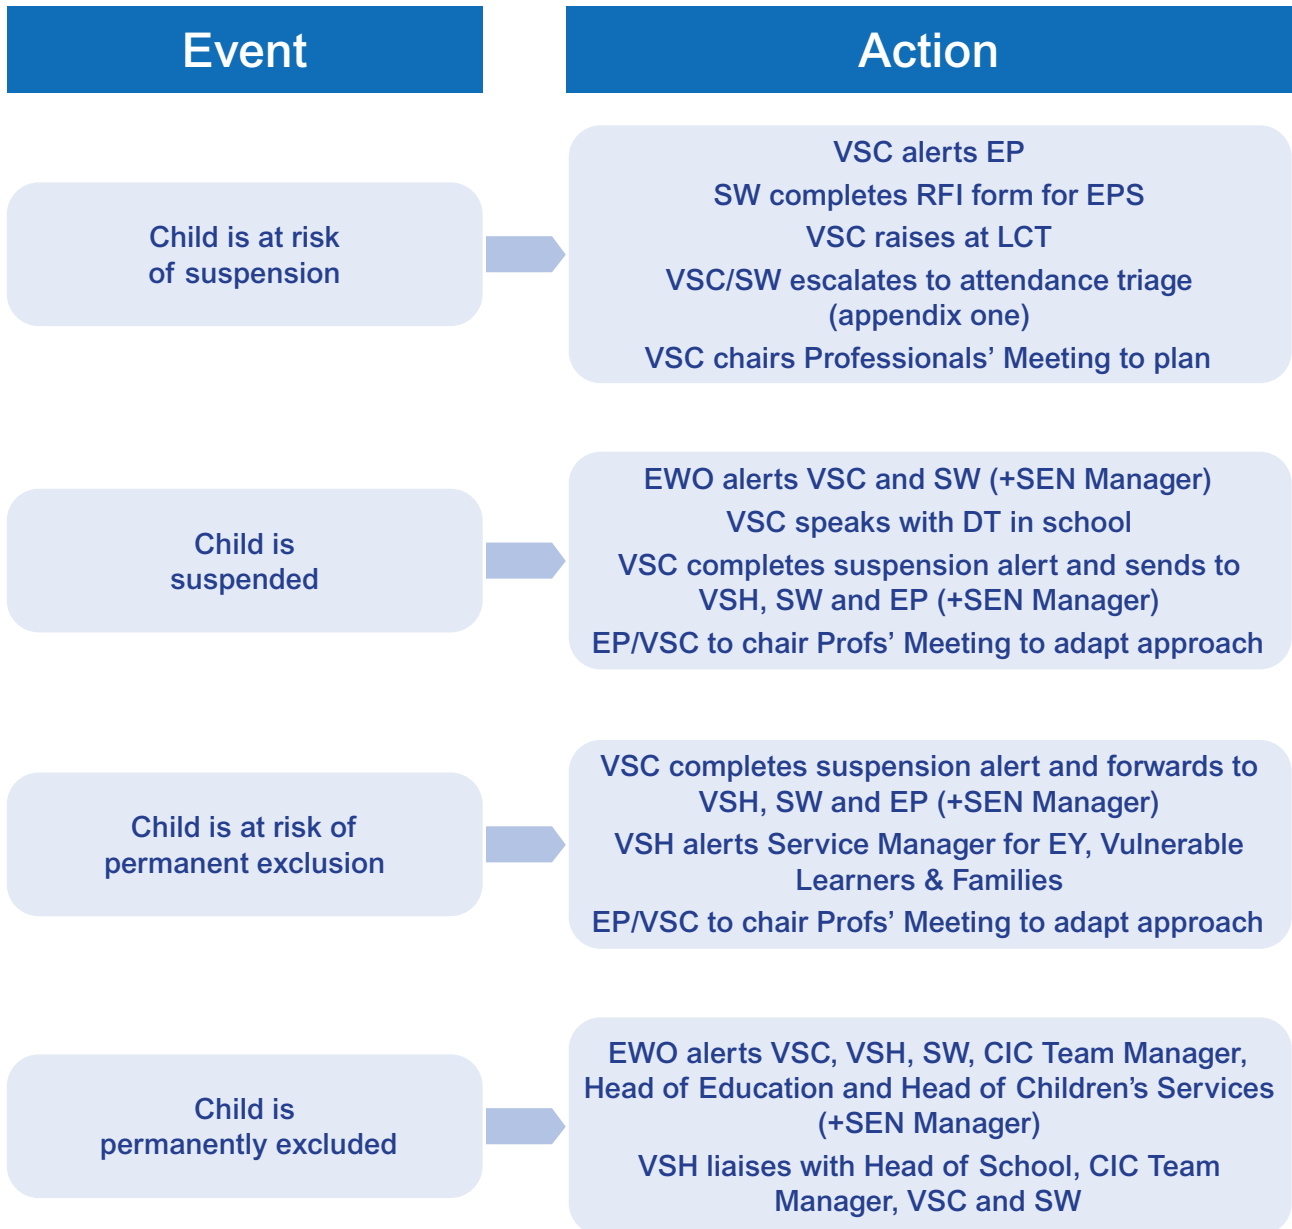 Event
Action
Child is at risk
of suspension
VSC alerts EP
SW completes RFI form for EPS
VSC raises at LCT
VSC/SW escalates to attendance triage
(appendix one)
VSC chairs Professionals’ Meeting to plan
Child is
suspended
EWO alerts VSC and SW (+SEN Manager)
VSC speaks with DT in school
VSC completes suspension alert and sends to
VSH, SW and EP (+SEN Manager)
EP/VSC to chair Profs’ Meeting to adapt approach
Child is at risk of
permanent exclusion
VSC completes suspension alert and forwards to
VSH, SW and EP (+SEN Manager)
VSH alerts Service Manager for EY, Vulnerable
Learners & Families
EP/VSC to chair Profs’ Meeting to adapt approach
Child is
permanently excluded
EWO alerts VSC, VSH, SW, CIC Team Manager,
Head of Education and Head of Children’s Services
(+SEN Manager)
VSH liaises with Head of School, CIC Team
Manager, VSC and SW